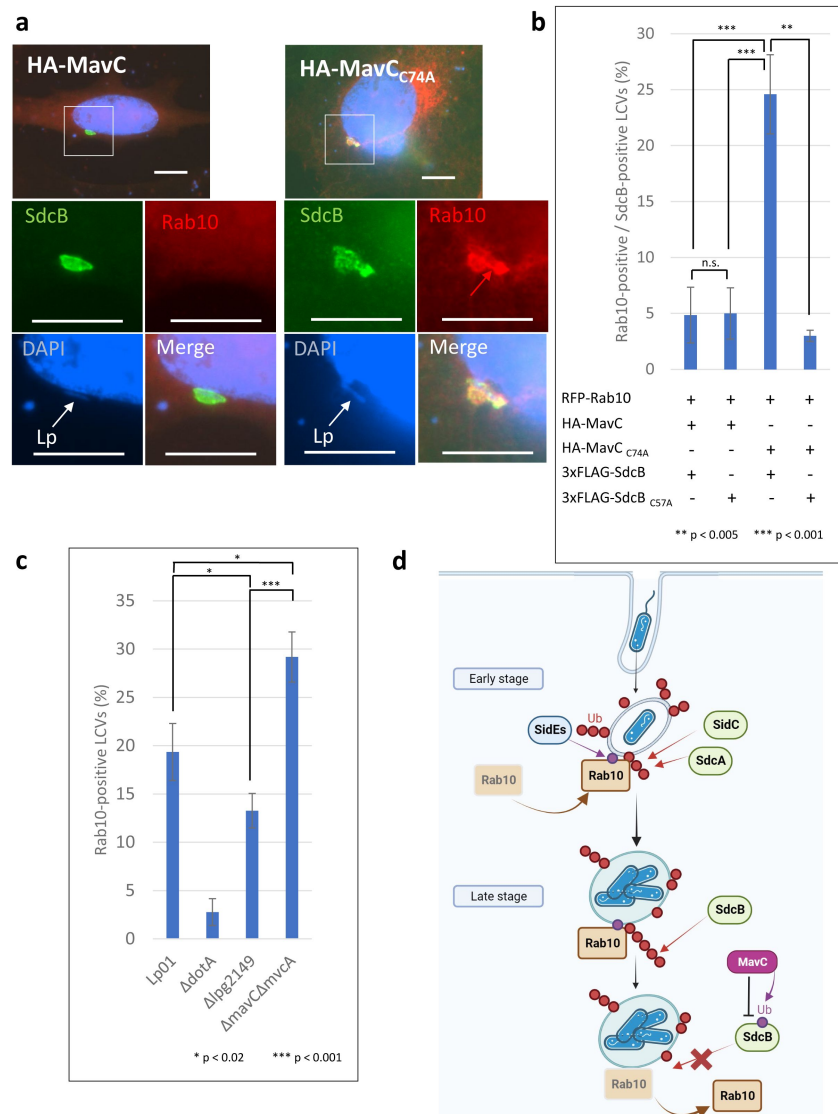 a
HA-MavC
HA-MavC C74A
SdcB
Rab10
SdcB
Rab10
DAPI
Merge
DAPI
Merge
Lp
Lp
b
***
**
***
n.s.
Rab10-positive / SdcB-positive LCVs (%)
30
25
20
15
10
5
0
RFP-Rab10 + + + +
HA-MavC + + - -
HA-MavC C74A - - + +
3xFLAG-SdcB + - + -
3xFLAG-SdcB C57A - + - +
** p < 0.005 *** p < 0.001
c
*
*
***
Rab10-positive LCVs (%)
35
30
25
20
15
10
5
0
Lp01
ΔdotA
Δlpg2149
ΔmavCΔmvcA
* p < 0.02 *** p < 0.001
d
Early stage
Ub
SidEs
SidC
SdcA
Rab10
Rab10
Late stage
SdcB
Rab10
MavC
Ub
SdcB
Rab10
Rab10